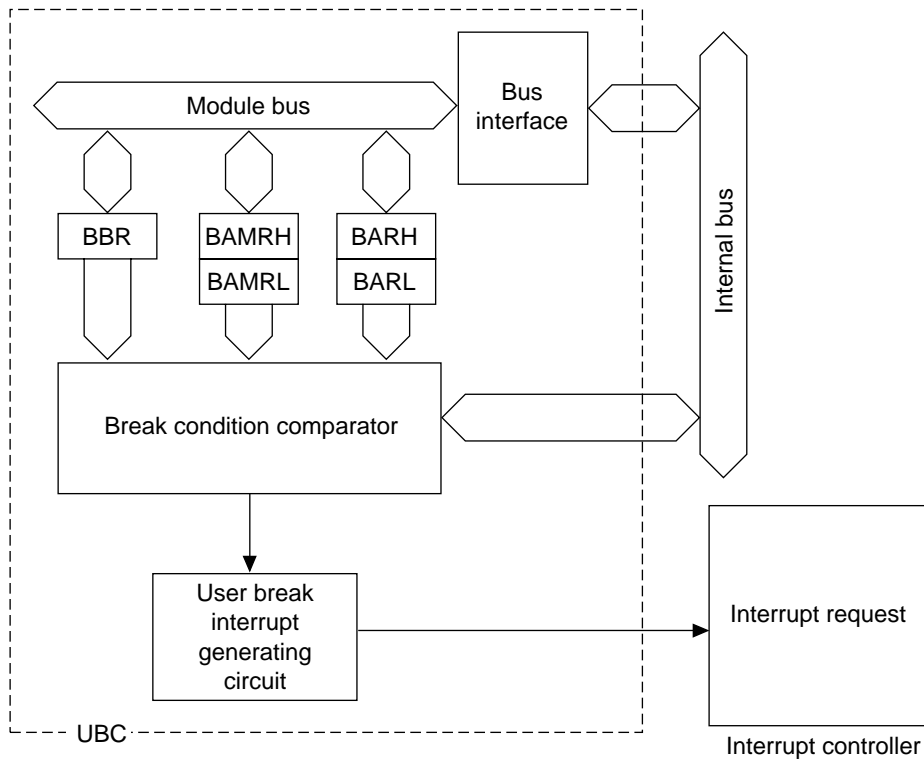 Module bus
Bus
interface
Internal bus
BBR
BAMRH
BARH
BAMRL
BARL
Break condition comparator
User break
interrupt
generating
circuit
Interrupt request
UBC
Interrupt controller